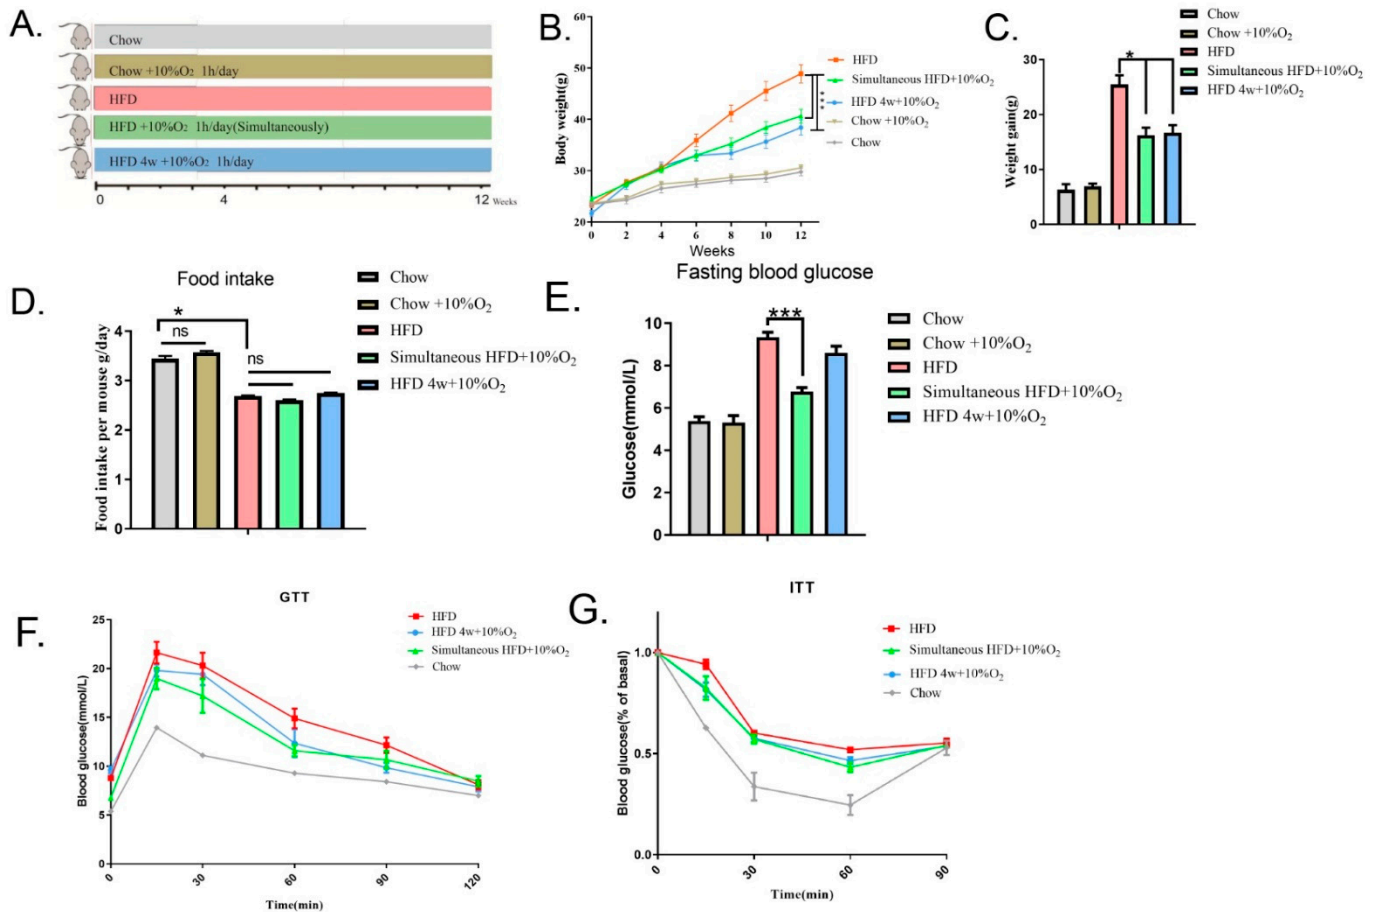 A.
Chow
Chow +10%O₂ 1h/day
HFD
HFD +10%O₂ 1h/day(Simultaneously)
HFD 4w +10%O₂ 1h/day
0 4 12 Weeks
B.
Body weight(g)
60
50
40
30
20
0 2 4 6 8 10 12
Weeks
HFD
Simultaneous HFD+10%O₂
HFD 4w+10%O₂
Chow +10%O₂
Chow
***
C.
Weight gain(g)
30
20
10
0
*
Chow
Chow +10%O₂
HFD
Simultaneous HFD+10%O₂
HFD 4w+10%O₂
D.
Food intake
Food intake per mouse g/day
4
3
2
1
0
*
ns
ns
Chow
Chow +10%O₂
HFD
Simultaneous HFD+10%O₂
HFD 4w+10%O₂
E.
Fasting blood glucose
Glucose(mmol/L)
10
8
6
4
2
0
***
Chow
Chow +10%O₂
HFD
Simultaneous HFD+10%O₂
HFD 4w+10%O₂
F.
GTT
Blood glucose(mmol/L)
25
20
15
10
5
0
0 30 60 90 120
Time(min)
HFD
HFD 4w+10%O₂
Simultaneous HFD+10%O₂
Chow
G.
ITT
Blood glucose(% of basal)
1.0
0.5
0.0
0 30 60 90
Time(min)
HFD
Simultaneous HFD+10%O₂
HFD 4w+10%O₂
Chow